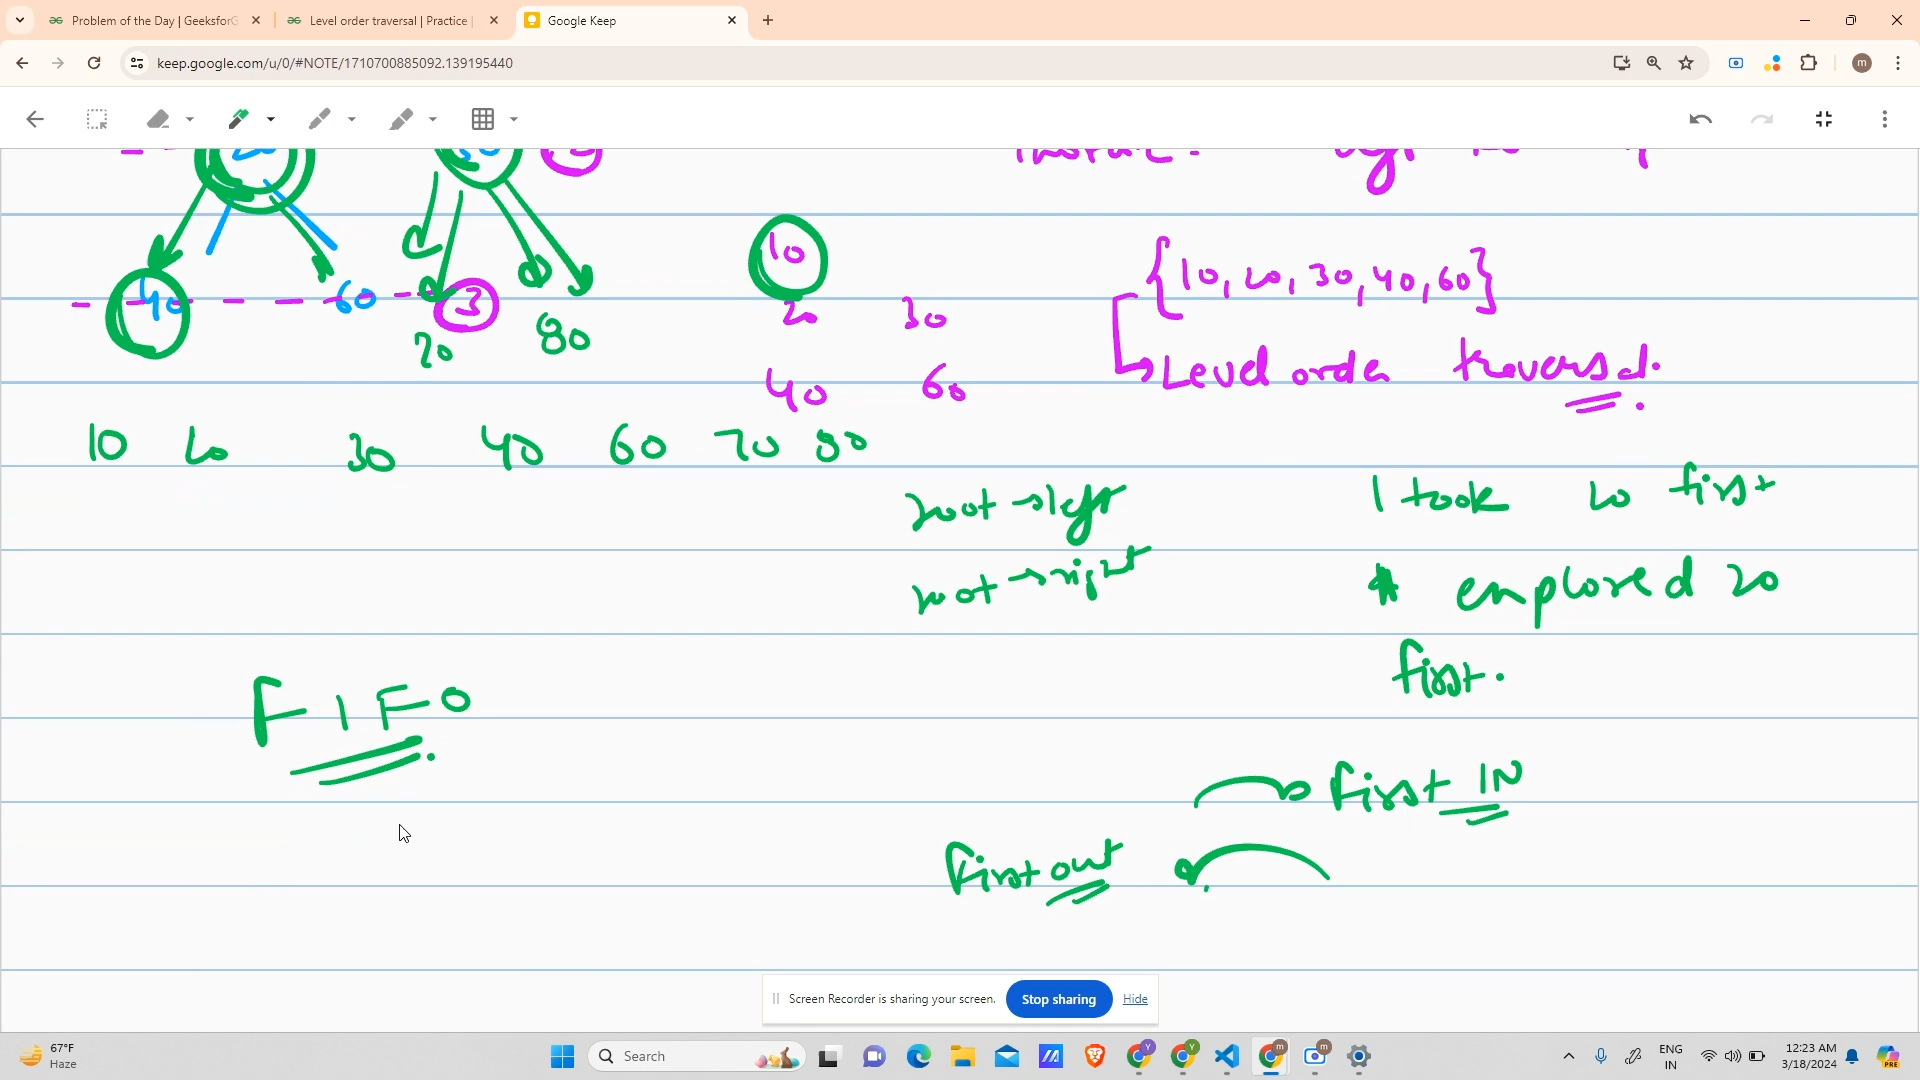 Problem of the Day | GeeksforG
Level order traversal | Practice |
Google Keep
keep.google.com/u/0/#NOTE/1710700885092.139195440
10
{10, 20, 30, 40, 60}
40 60 3 20 30
70 80
Level order traversal.
40 60
10 20 30 40 60 70 80
root →left
I took 20 first
root →right
& explored 20
first.
FIFO
First IN
First out
Screen Recorder is sharing your screen. Stop sharing Hide
67°F
Haze
Search
ENG
IN
12:23 AM
3/18/2024